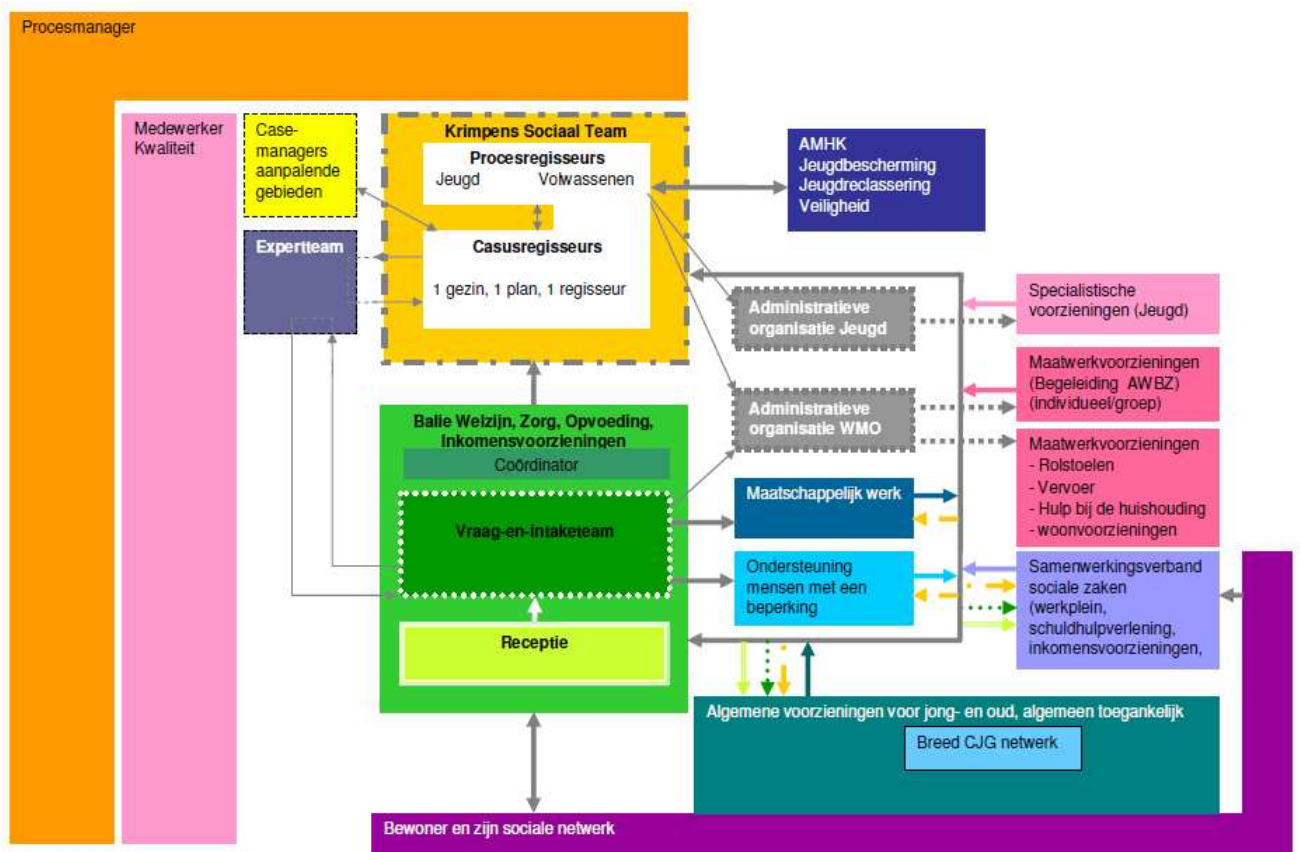 Procesmanager
Medewerker
Kwaliteit
Case-
managers
aanpalende
gebieden
Expertteam
Krimpens Sociaal Team
Procesregisseurs
Jeugd Volwassenen
Casusregisseurs
1 gezin, 1 plan, 1 regisseur
AMHK
Jeugdbescherming
Jeugdreclassering
Veiligheid
Administratieve
organisatie Jeugd
Administratieve
organisatie WMO
Specialistische
voorzieningen (Jeugd)
Maatwerkvoorzieningen
(Begeleiding AWBZ)
(individueel/groep)
Maatwerkvoorzieningen
- Rolstoelen
- Vervoer
- Hulp bij de huishouding
- woonvoorzieningen
Balie Welzijn, Zorg, Opvoeding,
Inkomensvoorzieningen
Coördinator
Vraag-en-intaketeam
Receptie
Maatschappelijk werk
Ondersteuning
mensen met een
beperking
Samenwerkingsverband
sociale zaken
(werkplein,
schuldhulpverlening,
inkomensvoorzieningen,
Algemene voorzieningen voor jong- en oud, algemeen toegankelijk
Breed CJG netwerk
Bewoner en zijn sociale netwerk